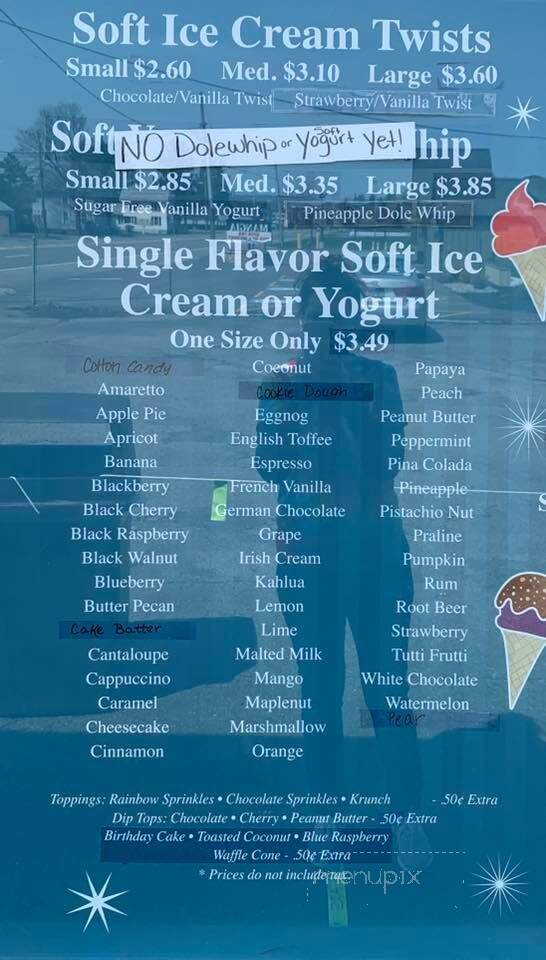 Soft Ice Cream Twists
Small $2.60 Med. $3.10 Large $3.60
Chocolate/Vanilla Twist Strawberry/Vanilla Twist
Soft Y hip
NO Dolewhip or Soft Yogurt Yet!
Small $2.85 Med. $3.35 Large $3.85
Sugar Free Vanilla Yogurt Pineapple Dole Whip
Single Flavor Soft Ice
Cream or Yogurt
One Size Only $3.49
Cotton Candy
Amaretto
Apple Pie
Apricot
Banana
Blackberry
Black Cherry
Black Raspberry
Black Walnut
Blueberry
Butter Pecan
Cake Batter
Cantaloupe
Cappuccino
Caramel
Cheesecake
Cinnamon
Coconut
Cookie Dough
Eggnog
English Toffee
Espresso
French Vanilla
German Chocolate
Grape
Irish Cream
Kahlua
Lemon
Lime
Malted Milk
Mango
Maplenut
Marshmallow
Orange
Papaya
Peach
Peanut Butter
Peppermint
Pina Colada
Pineapple
Pistachio Nut
Praline
Pumpkin
Rum
Root Beer
Strawberry
Tutti Frutti
White Chocolate
Watermelon
Pear
Toppings: Rainbow Sprinkles • Chocolate Sprinkles • Krunch - .50¢ Extra
Dip Tops: Chocolate • Cherry • Peanut Butter - .50¢ Extra
Birthday Cake • Toasted Coconut • Blue Raspberry
Waffle Cone - .50¢ Extra
* Prices do not include tax.
menupix